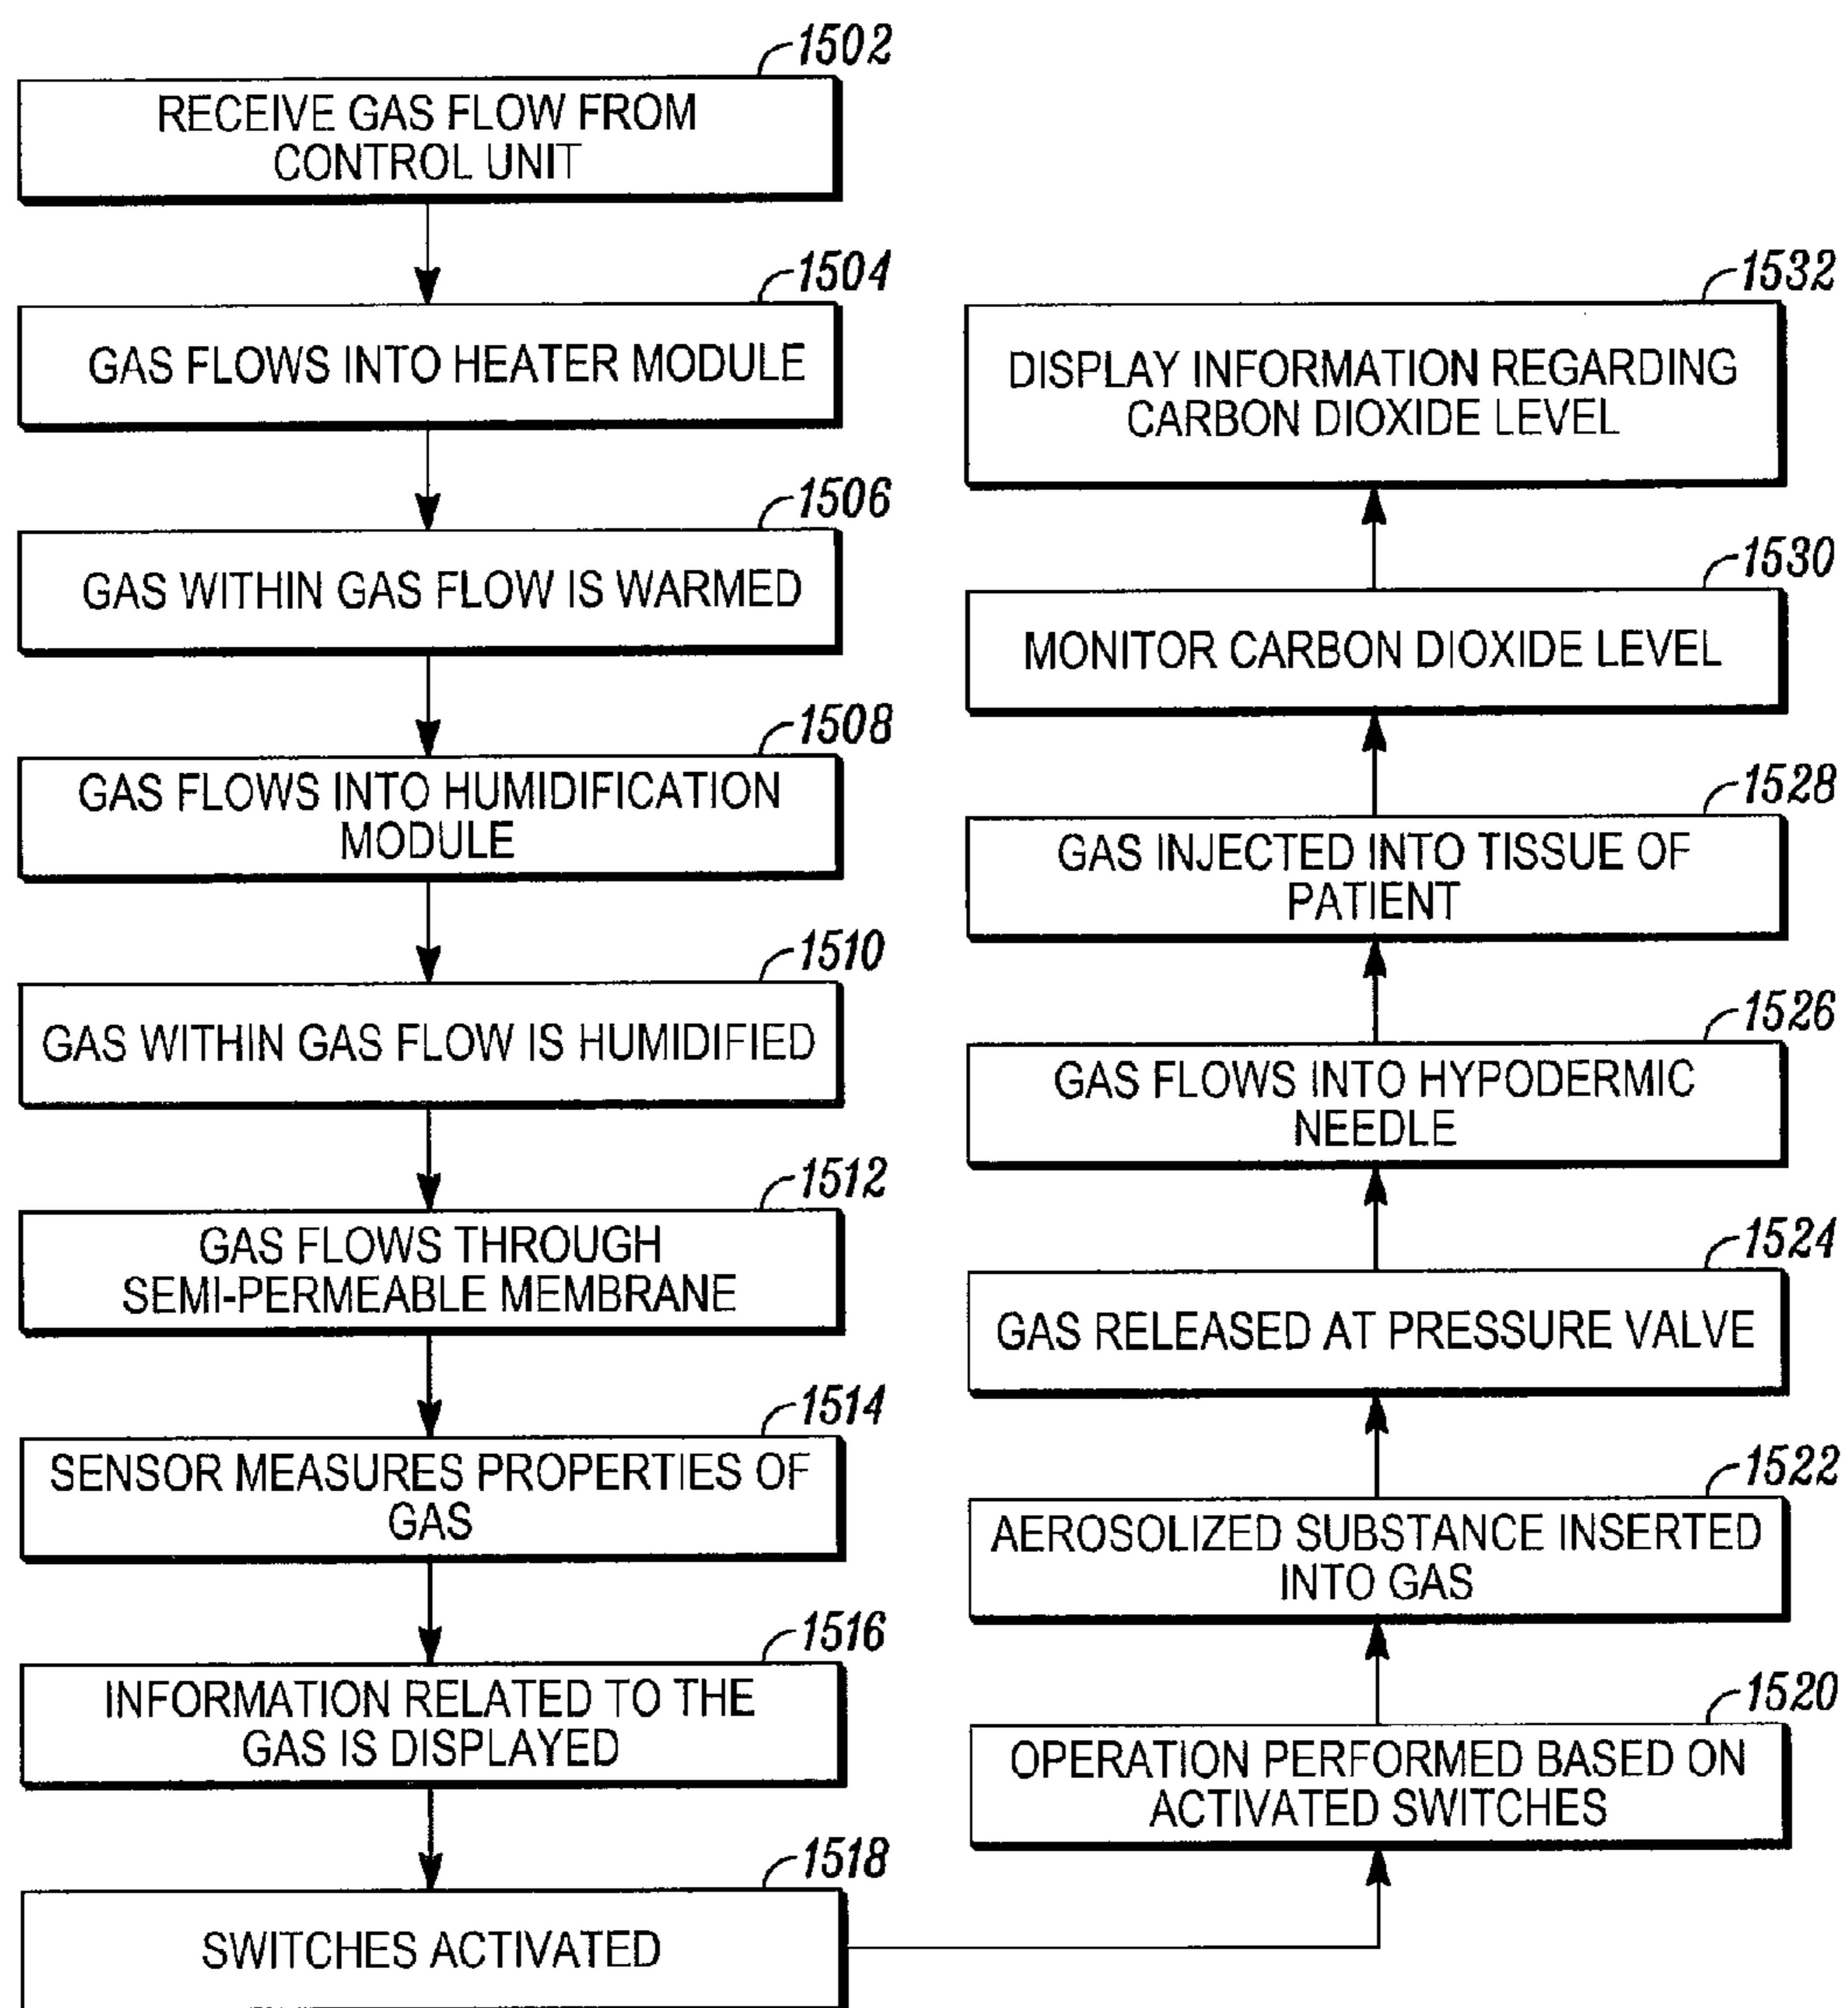 1502
RECEIVE GAS FLOW FROM
CONTROL UNIT
1504
GAS FLOWS INTO HEATER MODULE
1506
GAS WITHIN GAS FLOW IS WARMED
1508
GAS FLOWS INTO HUMIDIFICATION
MODULE
1510
GAS WITHIN GAS FLOW IS HUMIDIFIED
1512
GAS FLOWS THROUGH
SEMI-PERMEABLE MEMBRANE
1514
SENSOR MEASURES PROPERTIES OF
GAS
1516
INFORMATION RELATED TO THE
GAS IS DISPLAYED
1518
SWITCHES ACTIVATED
1520
OPERATION PERFORMED BASED ON
ACTIVATED SWITCHES
1522
AEROSOLIZED SUBSTANCE INSERTED
INTO GAS
1524
GAS RELEASED AT PRESSURE VALVE
1526
GAS FLOWS INTO HYPODERMIC
NEEDLE
1528
GAS INJECTED INTO TISSUE OF
PATIENT
1530
MONITOR CARBON DIOXIDE LEVEL
1532
DISPLAY INFORMATION REGARDING
CARBON DIOXIDE LEVEL